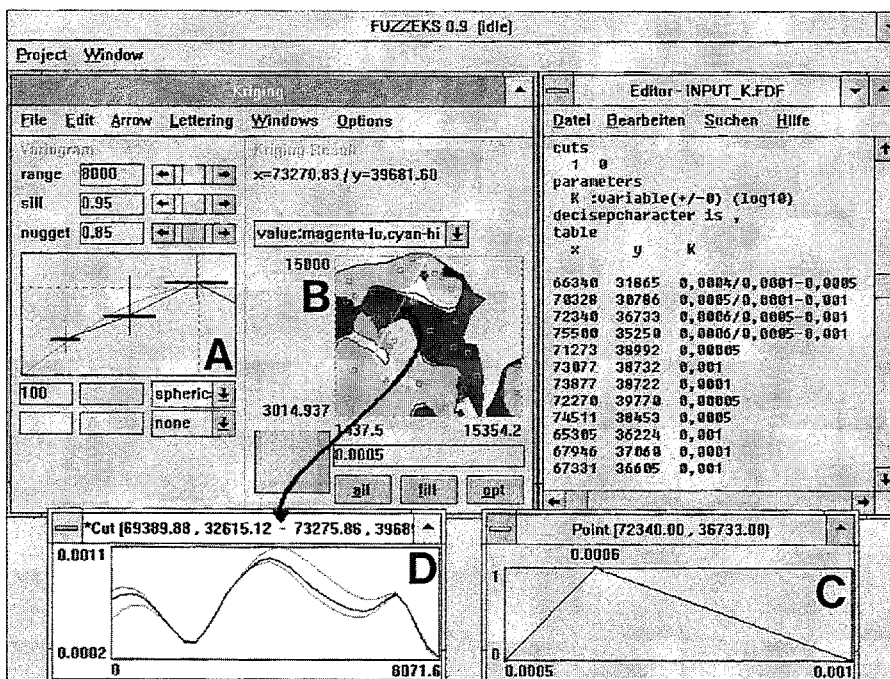 FUZZEKS 0.9 (idle)
Project Window
Kriging
File Edit Arrow Lettering Windows Options
Variogram
range 8000
sill 0.95
nugget 0.85
A
100 spheric
none
Kriging Result
x=73270.83 / y=39681.60
value:magenta-lo,cyan-hi
15000
B
3014.937
1437.5 15354.2
0.0005
all fill opt
Editor - INPUT_K.FDF
Datei Bearbeiten Suchen Hilfe
cuts
1 0
parameters
K :variable(+/-0) (log10)
decisepcharacter is ,
table
x y K
66340 31865 0,0004/0,0001-0,0005
70328 30786 0,0005/0,0001-0,001
72340 36733 0,0006/0,0005-0,001
75500 35250 0,0006/0,0005-0,001
71273 38992 0,00005
73077 38732 0,001
73877 38722 0,0001
72270 39770 0,00005
74511 38453 0,0005
65305 36224 0,001
67946 37060 0,0001
67331 36605 0,001
*Cut [69389.88 , 32615.12 - 73275.86 , 3968
0.0011
D
0.0002
0 8071.6
Point [72340.00 , 36733.00]
0.0006
1
C
0
0.0005 0.001